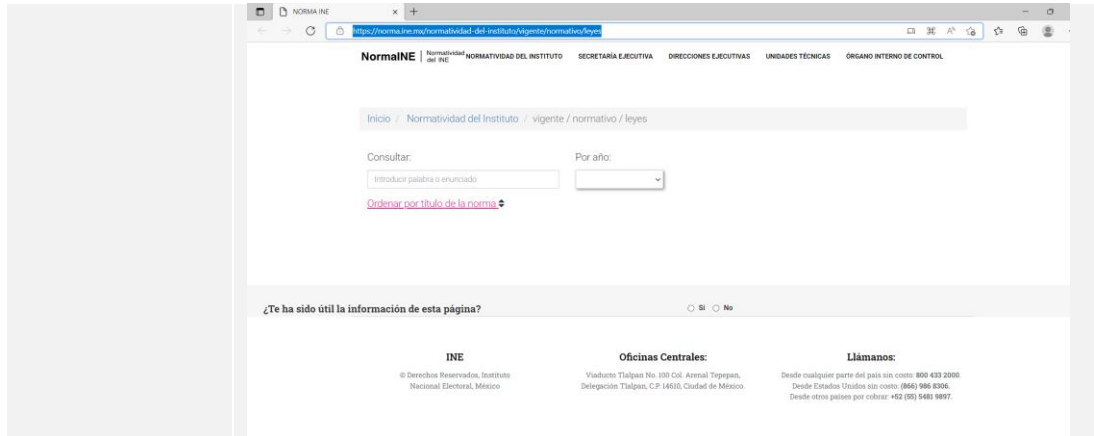 NORMA INE
https://norma.ine.mx/normatividad-del-instituto/vigente/normativo/leyes
NormaINE | Normatividad del INE NORMATIVIDAD DEL INSTITUTO SECRETARÍA EJECUTIVA DIRECCIONES EJECUTIVAS UNIDADES TÉCNICAS ÓRGANO INTERNO DE CONTROL
Inicio / Normatividad del Instituto / vigente / normativo / leyes
Consultar: Por año:
Introducir palabra o enunciado
Ordenar por título de la norma
¿Te ha sido útil la información de esta página? Si No
INE
© Derechos Reservados, Instituto
Nacional Electoral, México
Oficinas Centrales:
Viaducto Tlalpan No. 100 Col. Arenal Tepepan,
Delegación Tlalpan, C.P. 14610, Ciudad de México.
Llámanos:
Desde cualquier parte del país sin costo: 800 433 2000.
Desde Estados Unidos sin costo: (866) 986 8306.
Desde otros países por cobrar: +52 (55) 5481 9897.